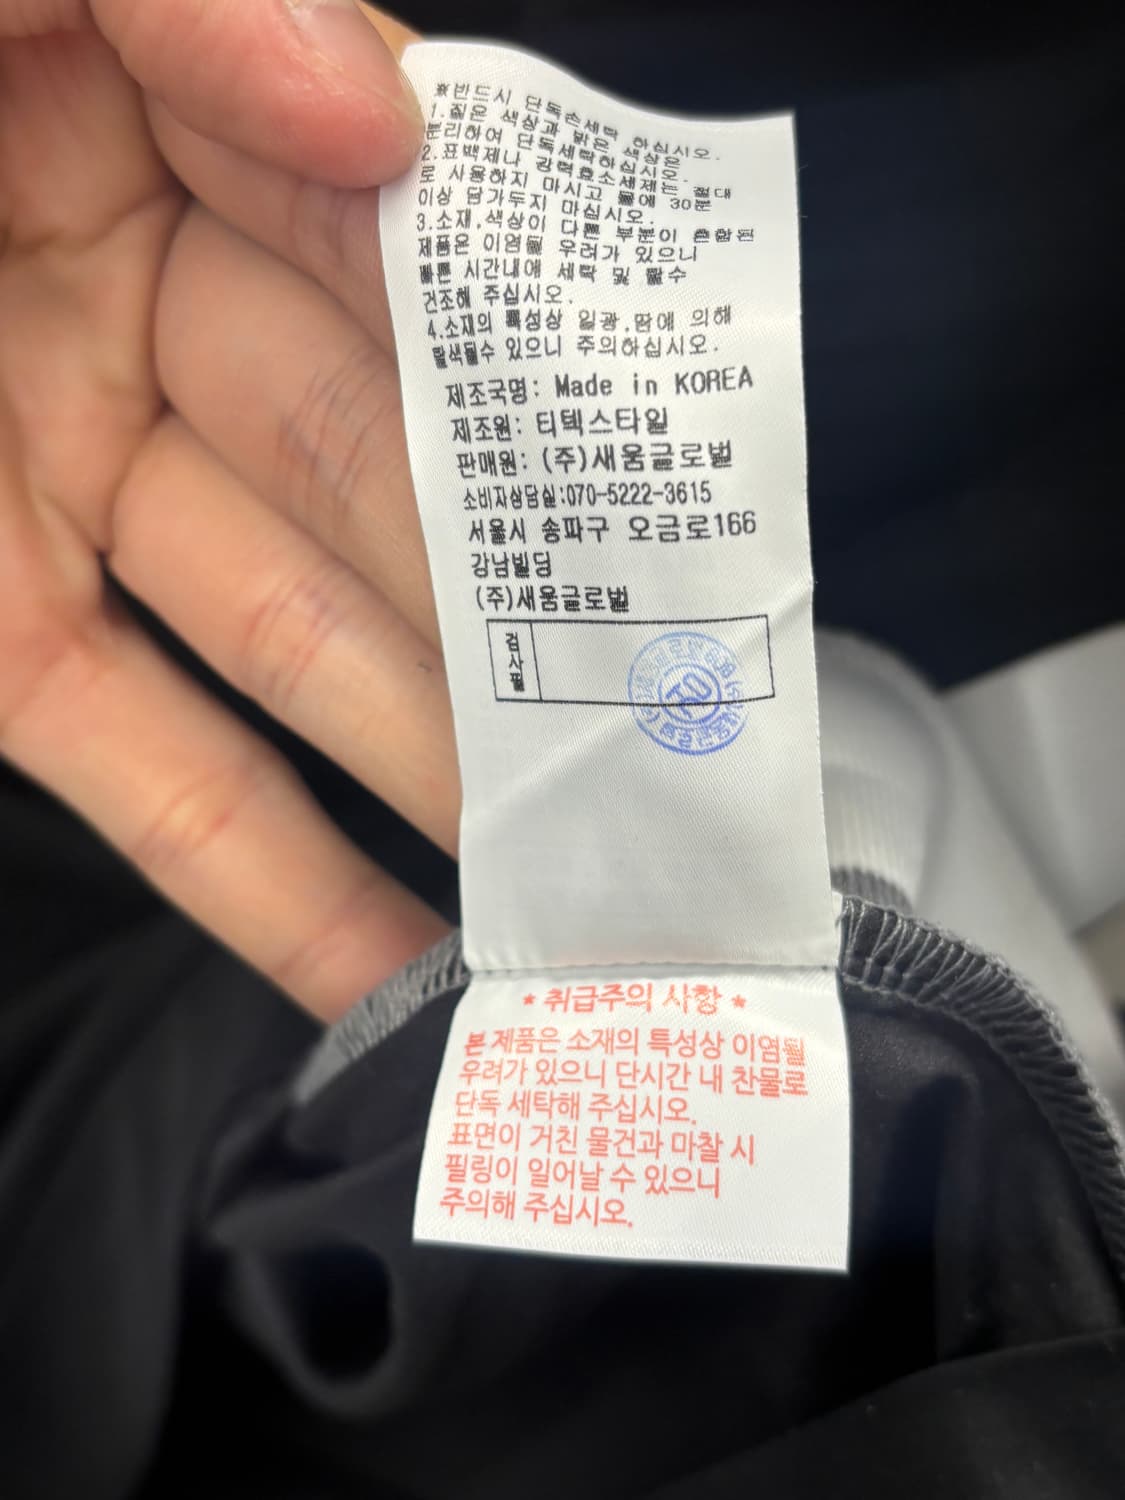 ※반드시 단독손세탁 하십시오.
1.짙은 색상과 밝은 색상은
분리하여 단독세탁하십시오.
2.표백제나 강력효소세제는 절대
로 사용하지 마시고 물에 30분
이상 담가두지 마십시오.
3.소재,색상이 다른 부분이 혼합된
제품은 이염될 우려가 있으니
빠른 시간내애 세탁 및 탈수
건조해 주십시오.
4.소재의 특성상 일광,땀에 의해
탈색될수 있으니 주의하십시오.
제조국명: Made in KOREA
제조원: 티텍스타일
판매원: (주)새움글로벌
소비자상담실:070-5222-3615
서울시 송파구 오금로166
강남빌딩
(주)새움글로벌
검사필
* 취급주의 사항 *
본 제품은 소재의 특성상 이염될
우려가 있으니 단시간 내 찬물로
단독 세탁해 주십시오.
표면이 거친 물건과 마찰 시
필링이 일어날 수 있으니
주의해 주십시오.